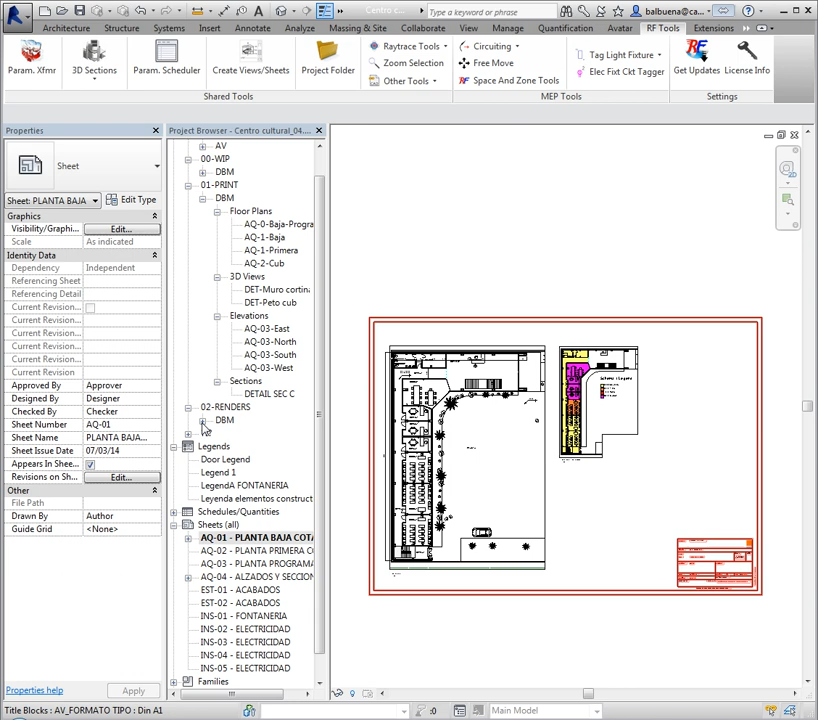 Centro c...
Type a keyword or phrase
balbuena@ca...
Architecture Structure Systems Insert Annotate Analyze Massing & Site Collaborate View Manage Quantification Avatar RF Tools Extensions
Param. Xfmr
3D Sections
Param. Scheduler
Create Views/Sheets
Project Folder
Raytrace Tools
Zoom Selection
Other Tools
Circuiting
Free Move
Space And Zone Tools
Tag Light Fixture
Elec Fixt Ckt Tagger
Get Updates
License Info
Shared Tools
MEP Tools
Settings
Properties
Sheet
Sheet: PLANTA BAJA
Edit Type
Graphics
Visibility/Graphi... Edit...
Scale As indicated
Identity Data
Dependency Independent
Referencing Sheet
Referencing Detail
Current Revision...
Current Revision...
Current Revision...
Current Revision...
Current Revision
Approved By Approver
Designed By Designer
Checked By Checker
Sheet Number AQ-01
Sheet Name PLANTA BAJA...
Sheet Issue Date 07/03/14
Appears In Shee...
Revisions on Sh... Edit...
Other
File Path
Drawn By Author
Guide Grid <None>
Properties help
Apply
Project Browser - Centro cultural_04....
AV
00-WIP
DBM
01-PRINT
DBM
Floor Plans
AQ-0-Baja-Progra
AQ-1-Baja
AQ-1-Primera
AQ-2-Cub
3D Views
DET-Muro cortin
DET-Peto cub
Elevations
AQ-03-East
AQ-03-North
AQ-03-South
AQ-03-West
Sections
DETAIL SEC C
02-RENDERS
DBM
Legends
Door Legend
Legend 1
LegendA FONTANERIA
Leyenda elementos construct
Schedules/Quantities
Sheets (all)
AQ-01 - PLANTA BAJA COTA
AQ-02 - PLANTA PRIMERA C
AQ-03 - PLANTA PROGRAMA
AQ-04 - ALZADOS Y SECCION
EST-01 - ACABADOS
EST-02 - ACABADOS
INS-01 - FONTANERIA
INS-02 - ELECTRICIDAD
INS-03 - ELECTRICIDAD
INS-04 - ELECTRICIDAD
INS-05 - ELECTRICIDAD
Families
Title Blocks : AV_FORMATO TIPO : Din A1
:0
Main Model